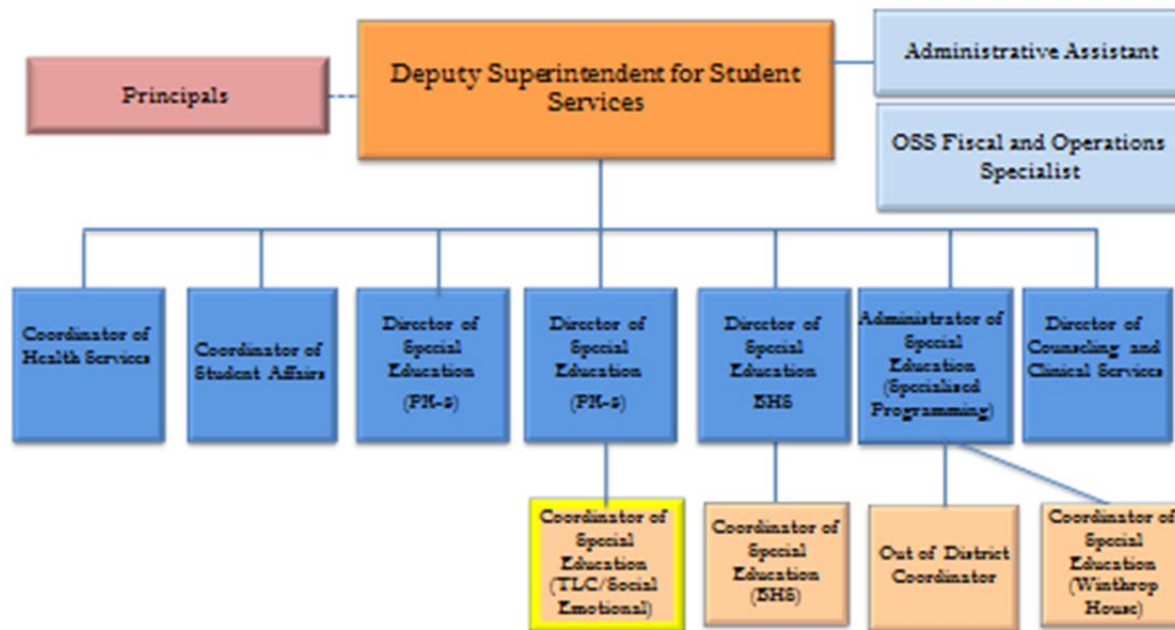 Deputy Superintendent for Student
Services
Principals
Administrative Assistant
OSS Fiscal and Operations
Specialist
Coordinator of
Health Services
Coordinator of
Student Affairs
Director of
Special
Education
Director of
Special
Education
Director of
Special
Education
BHS
Administrator of
Special
Education
(Specialized
Programming)
Director of
Counseling and
Clinical Services
Coordinator of
Special
Education
(TLC/Social
Emotional)
Coordinator of
Special
Education
(BHS)
Out of District
Coordinator
Coordinator of
Special
Education
(Winthrop
House)